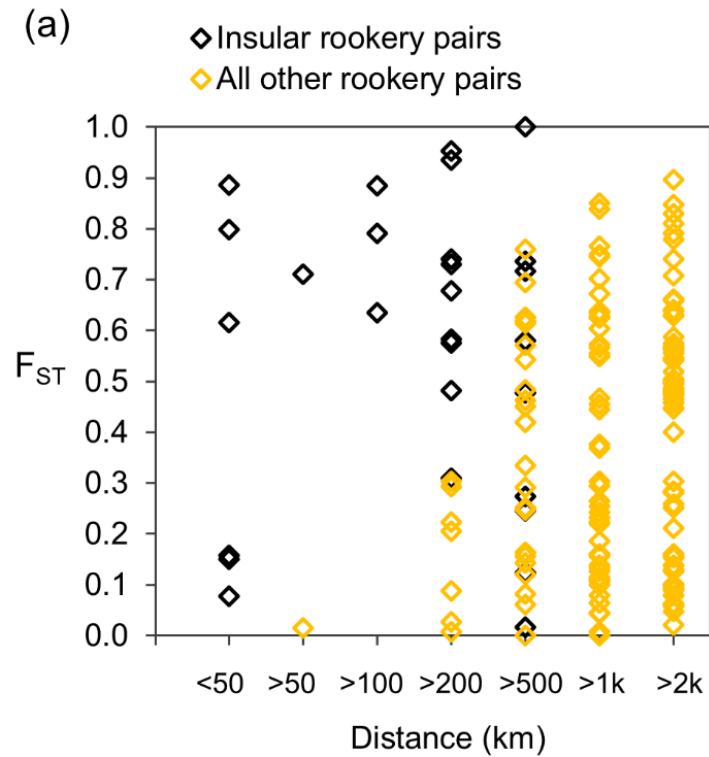 (a)
Insular rookery pairs
All other rookery pairs
1.0
0.9
0.8
0.7
0.6
0.5
0.4
0.3
0.2
0.1
0.0
FST
<50 >50 >100 >200 >500 >1k >2k
Distance (km)